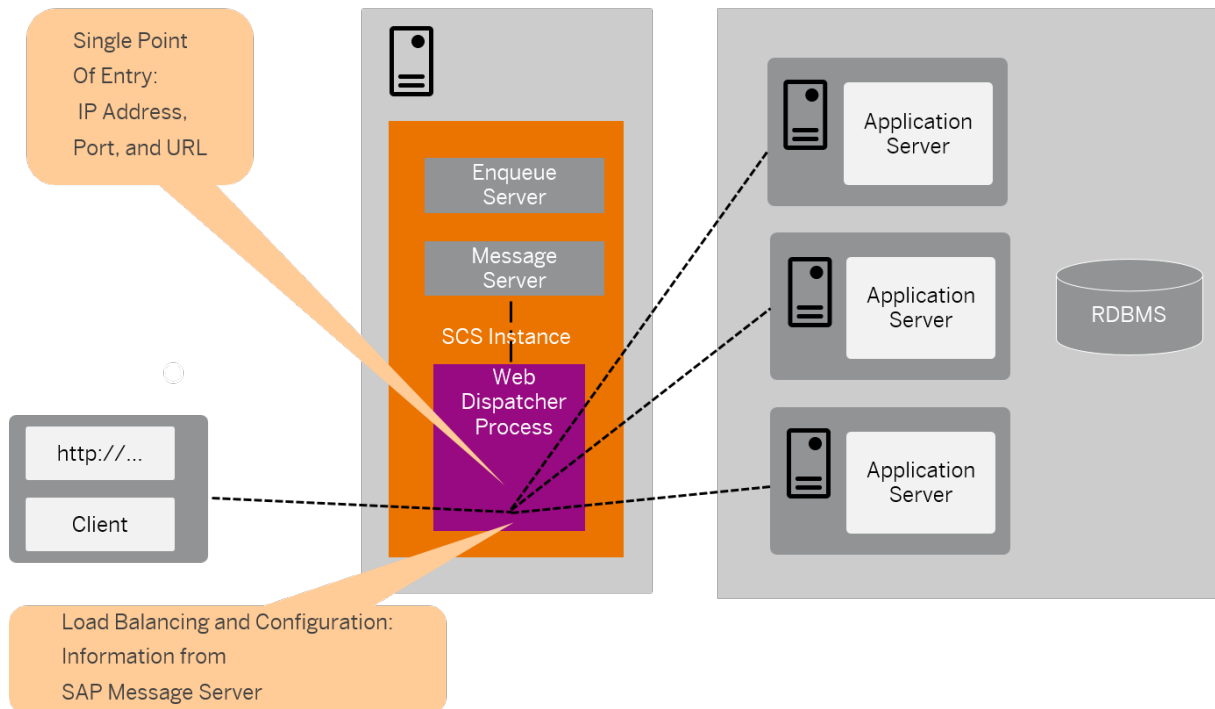 Single Point
Of Entry:
IP Address,
Port, and URL
Enqueue
Server
Message
Server
SCS Instance
Web
Dispatcher
Process
http://...
Client
Load Balancing and Configuration:
Information from
SAP Message Server
Application
Server
Application
Server
Application
Server
RDBMS